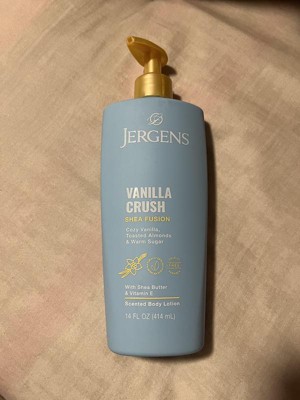 JERGENS
VANILLA
CRUSH
SHEA FUSION
Cozy Vanilla,
Toasted Almonds
& Warm Sugar
With Shea Butter
& Vitamin E
Scented Body Lotion
14 FL OZ (414 mL)